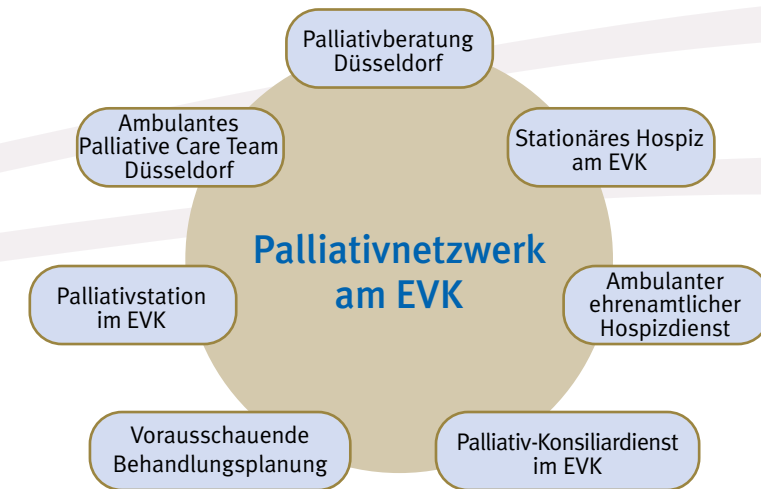 Palliativberatung
Düsseldorf
Ambulantes
Palliative Care Team
Düsseldorf
Stationäres Hospiz
am EVK
Palliativnetzwerk
am EVK
Palliativstation
im EVK
Ambulanter
ehrenamtlicher
Hospizdienst
Vorausschauende
Behandlungsplanung
Palliativ-Konsiliardienst
im EVK